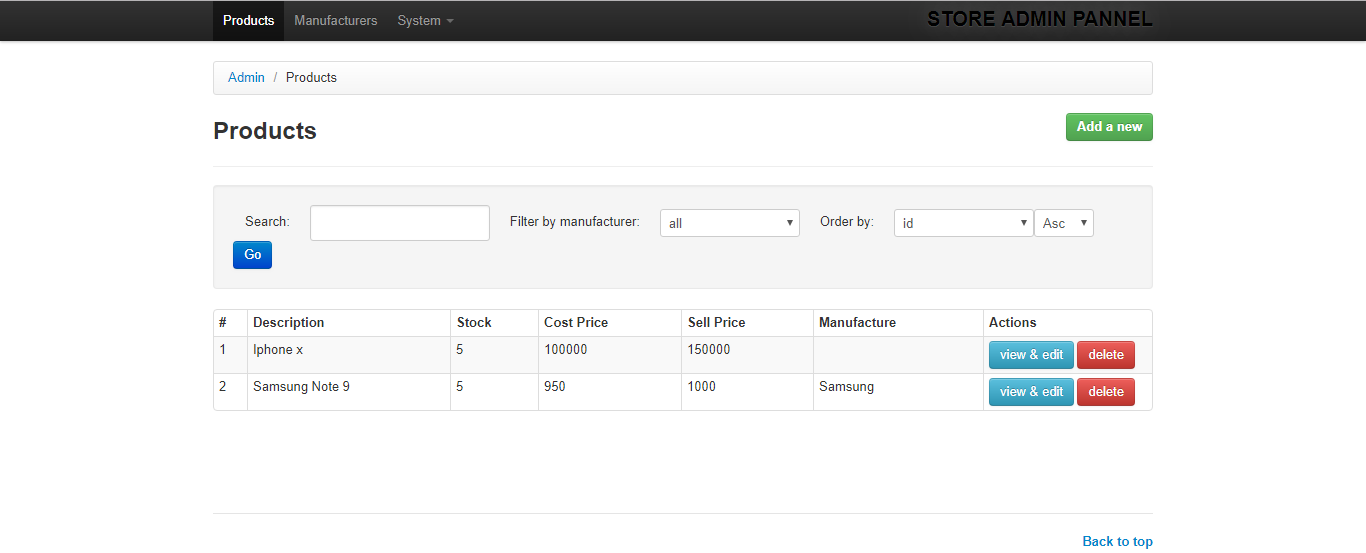 Products Manufacturers System STORE ADMIN PANNEL
Admin / Products
Products Add a new
Search: Filter by manufacturer: all Order by: id Asc
Go
# Description Stock Cost Price Sell Price Manufacture Actions
1 Iphone x 5 100000 150000 view & edit delete
2 Samsung Note 9 5 950 1000 Samsung view & edit delete
Back to top